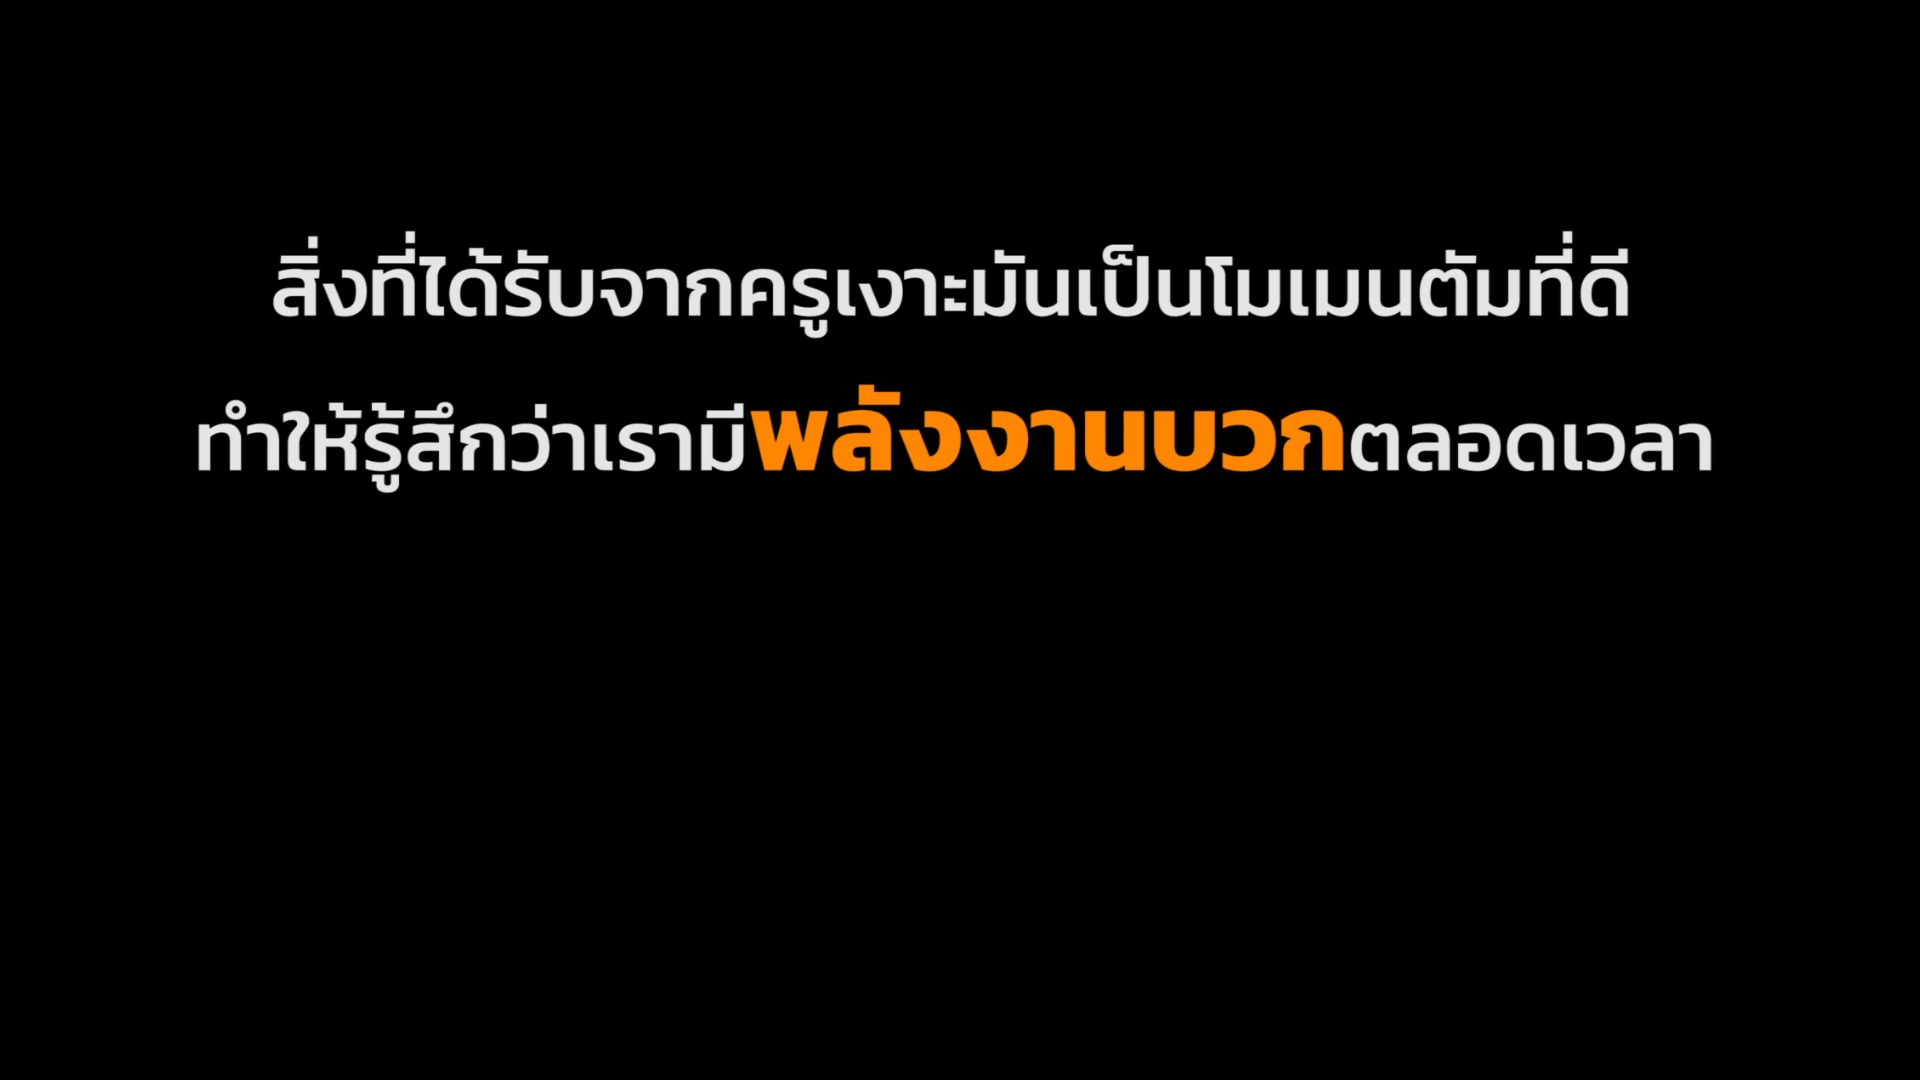 สิ่งที่ได้รับจากครูเงาะมันเป็นโมเมนตัมที่ดี
ทำให้รู้สึกว่าเรามีพลังงานบวกตลอดเวลา